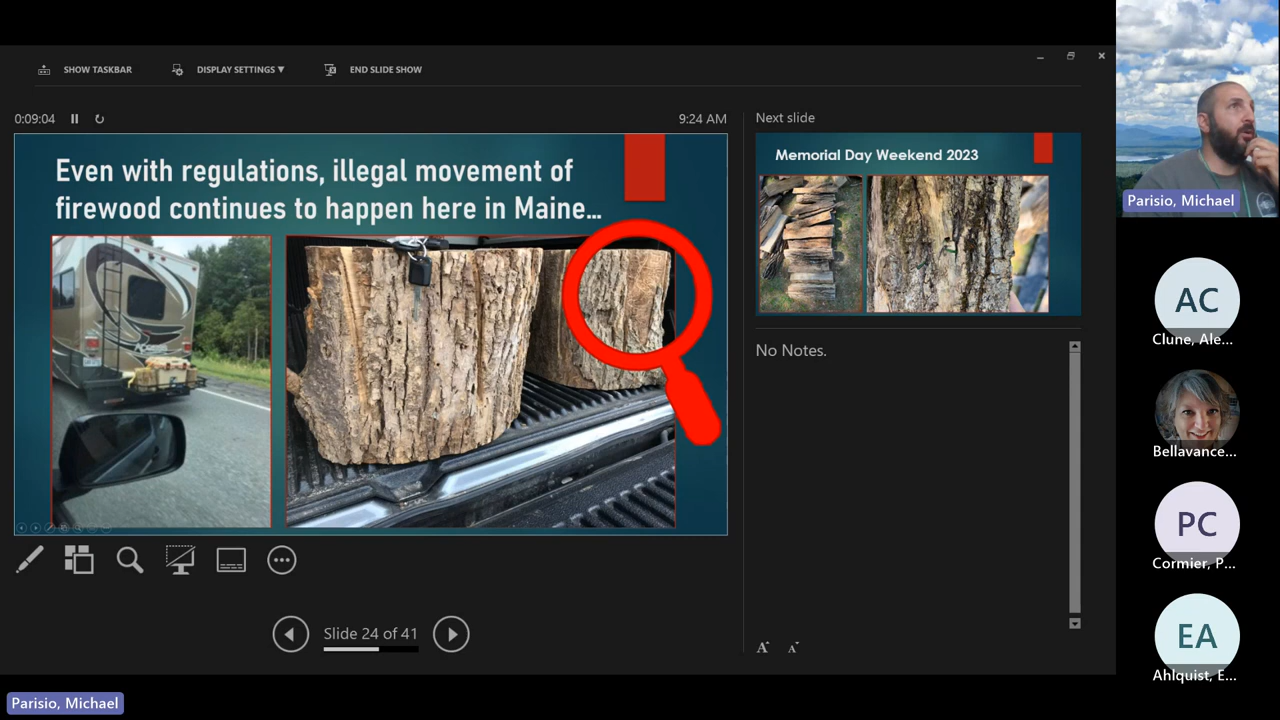 SHOW TASKBAR
DISPLAY SETTINGS ▼
END SLIDE SHOW
0:09:04
9:24 AM
Next slide
Even with regulations, illegal movement of
firewood continues to happen here in Maine...
Memorial Day Weekend 2023
No Notes.
Slide 24 of 41
Parisio, Michael
AC
Clune, Ale...
Bellavance...
PC
Cormier, P...
EA
Ahlquist, E...
Parisio, Michael